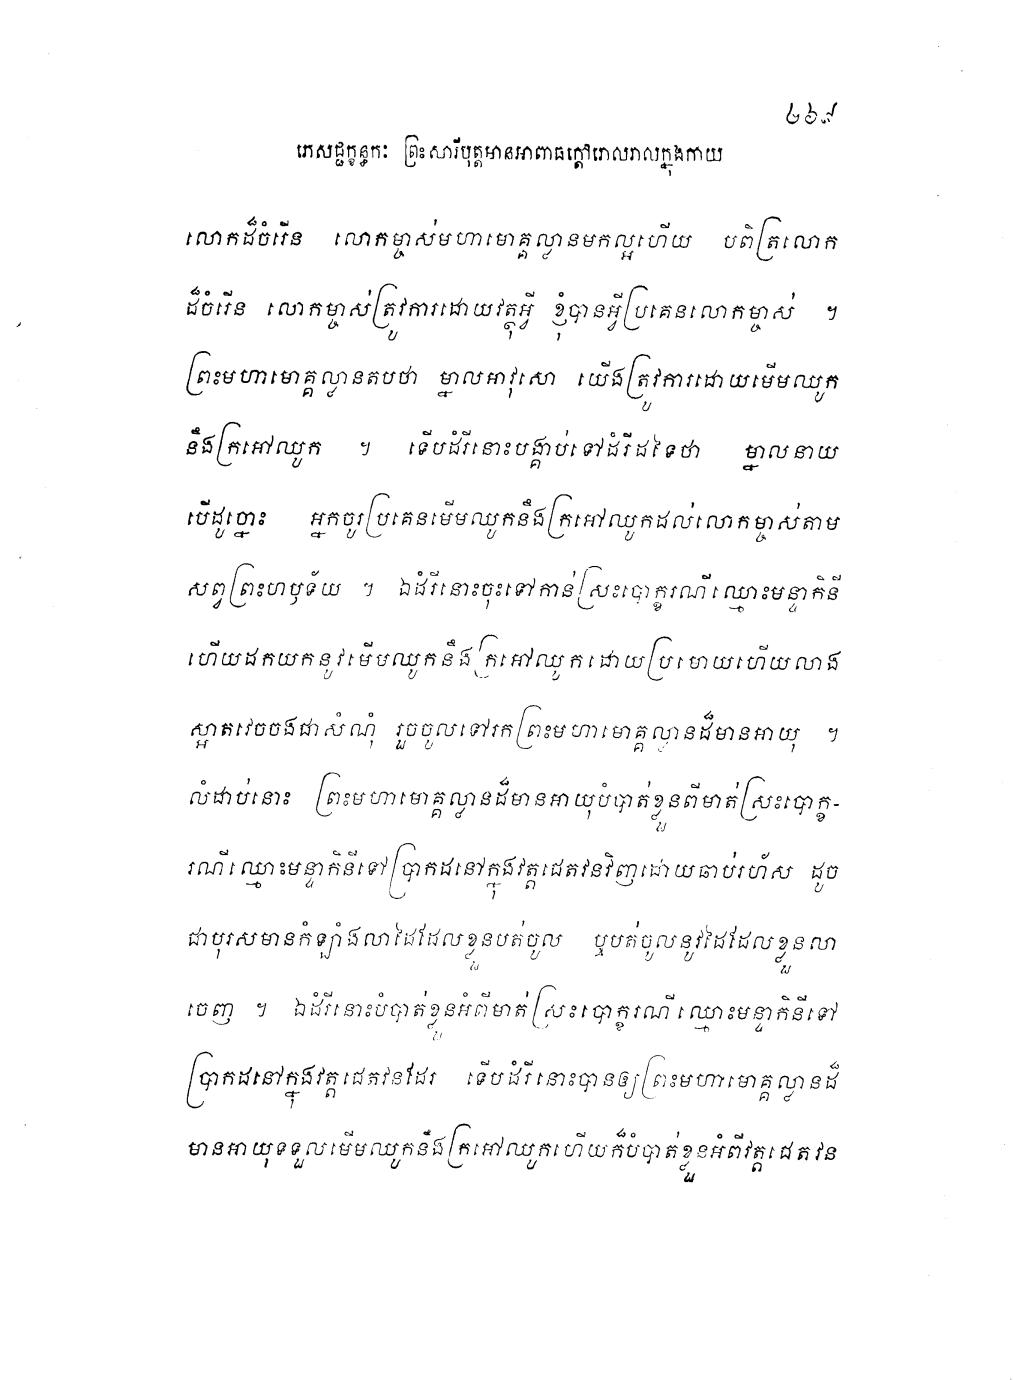 ២៦៩
ភេសជ្ជក្ខន្ធកៈ ព្រះសារីបុត្តមានអាពាធក្តៅរោលរាលក្នុងកាយ
លោកដ៏ចំរើន លោកម្ចាស់មហាមោគ្គល្លានមកល្អហើយ បពិត្រលោក
ដ៏ចំរើន លោកម្ចាស់ត្រូវការដោយវត្ថុអ្វី ខ្ញុំបានអ្វីប្រគេនលោកម្ចាស់ ។
ព្រះមហាមោគ្គល្លានតបថា ម្នាលអាវុសោ យើងត្រូវការដោយមើមឈូក
នឹងក្រអៅឈូក ។ ទើបដំរីនោះបង្គាប់ទៅដំរីដទៃថា ម្នាលនាយ
បើដូច្នោះ អ្នកចូរប្រគេនមើមឈូកនឹងក្រអៅឈូកដល់លោកម្ចាស់តាម
សព្វព្រះហឫទ័យ ។ ឯដំរីនោះចុះទៅកាន់ស្រះបោក្ខរណីឈ្មោះមន្ទាកិនី
ហើយដកយកនូវមើមឈូកនឹងក្រអៅឈូកដោយប្រមោយហើយលាង
ស្អាតវេចចងជាសំណុំ រួចចូលទៅរកព្រះមហាមោគ្គល្លានដ៏មានអាយុ ។
លំដាប់នោះ ព្រះមហាមោគ្គល្លានដ៏មានអាយុបំបាត់ខ្លួនពីមាត់ស្រះបោក្ខ-
រណីឈ្មោះមន្ទាកិនីទៅប្រាកដនៅក្នុងវត្តជេតវនវិញដោយឆាប់រហ័ស ដូច
ជាបុរសមានកំឡាំងលាដៃដែលខ្លួនបត់ចូល ឬបត់ចូលនូវដៃដែលខ្លួនលា
ចេញ ។ ឯដំរីនោះបំបាត់ខ្លួនអំពីមាត់ស្រះបោក្ខរណីឈ្មោះមន្ទាកិនីទៅ
ប្រាកដនៅក្នុងវត្តជេតវនដែរ ទើបដំរីនោះបានឲ្យព្រះមហាមោគ្គល្លានដ៏
មានអាយុទទួលមើមឈូកនឹងក្រអៅឈូកហើយក៏បំបាត់ខ្លួនអំពីវត្តជេតវន